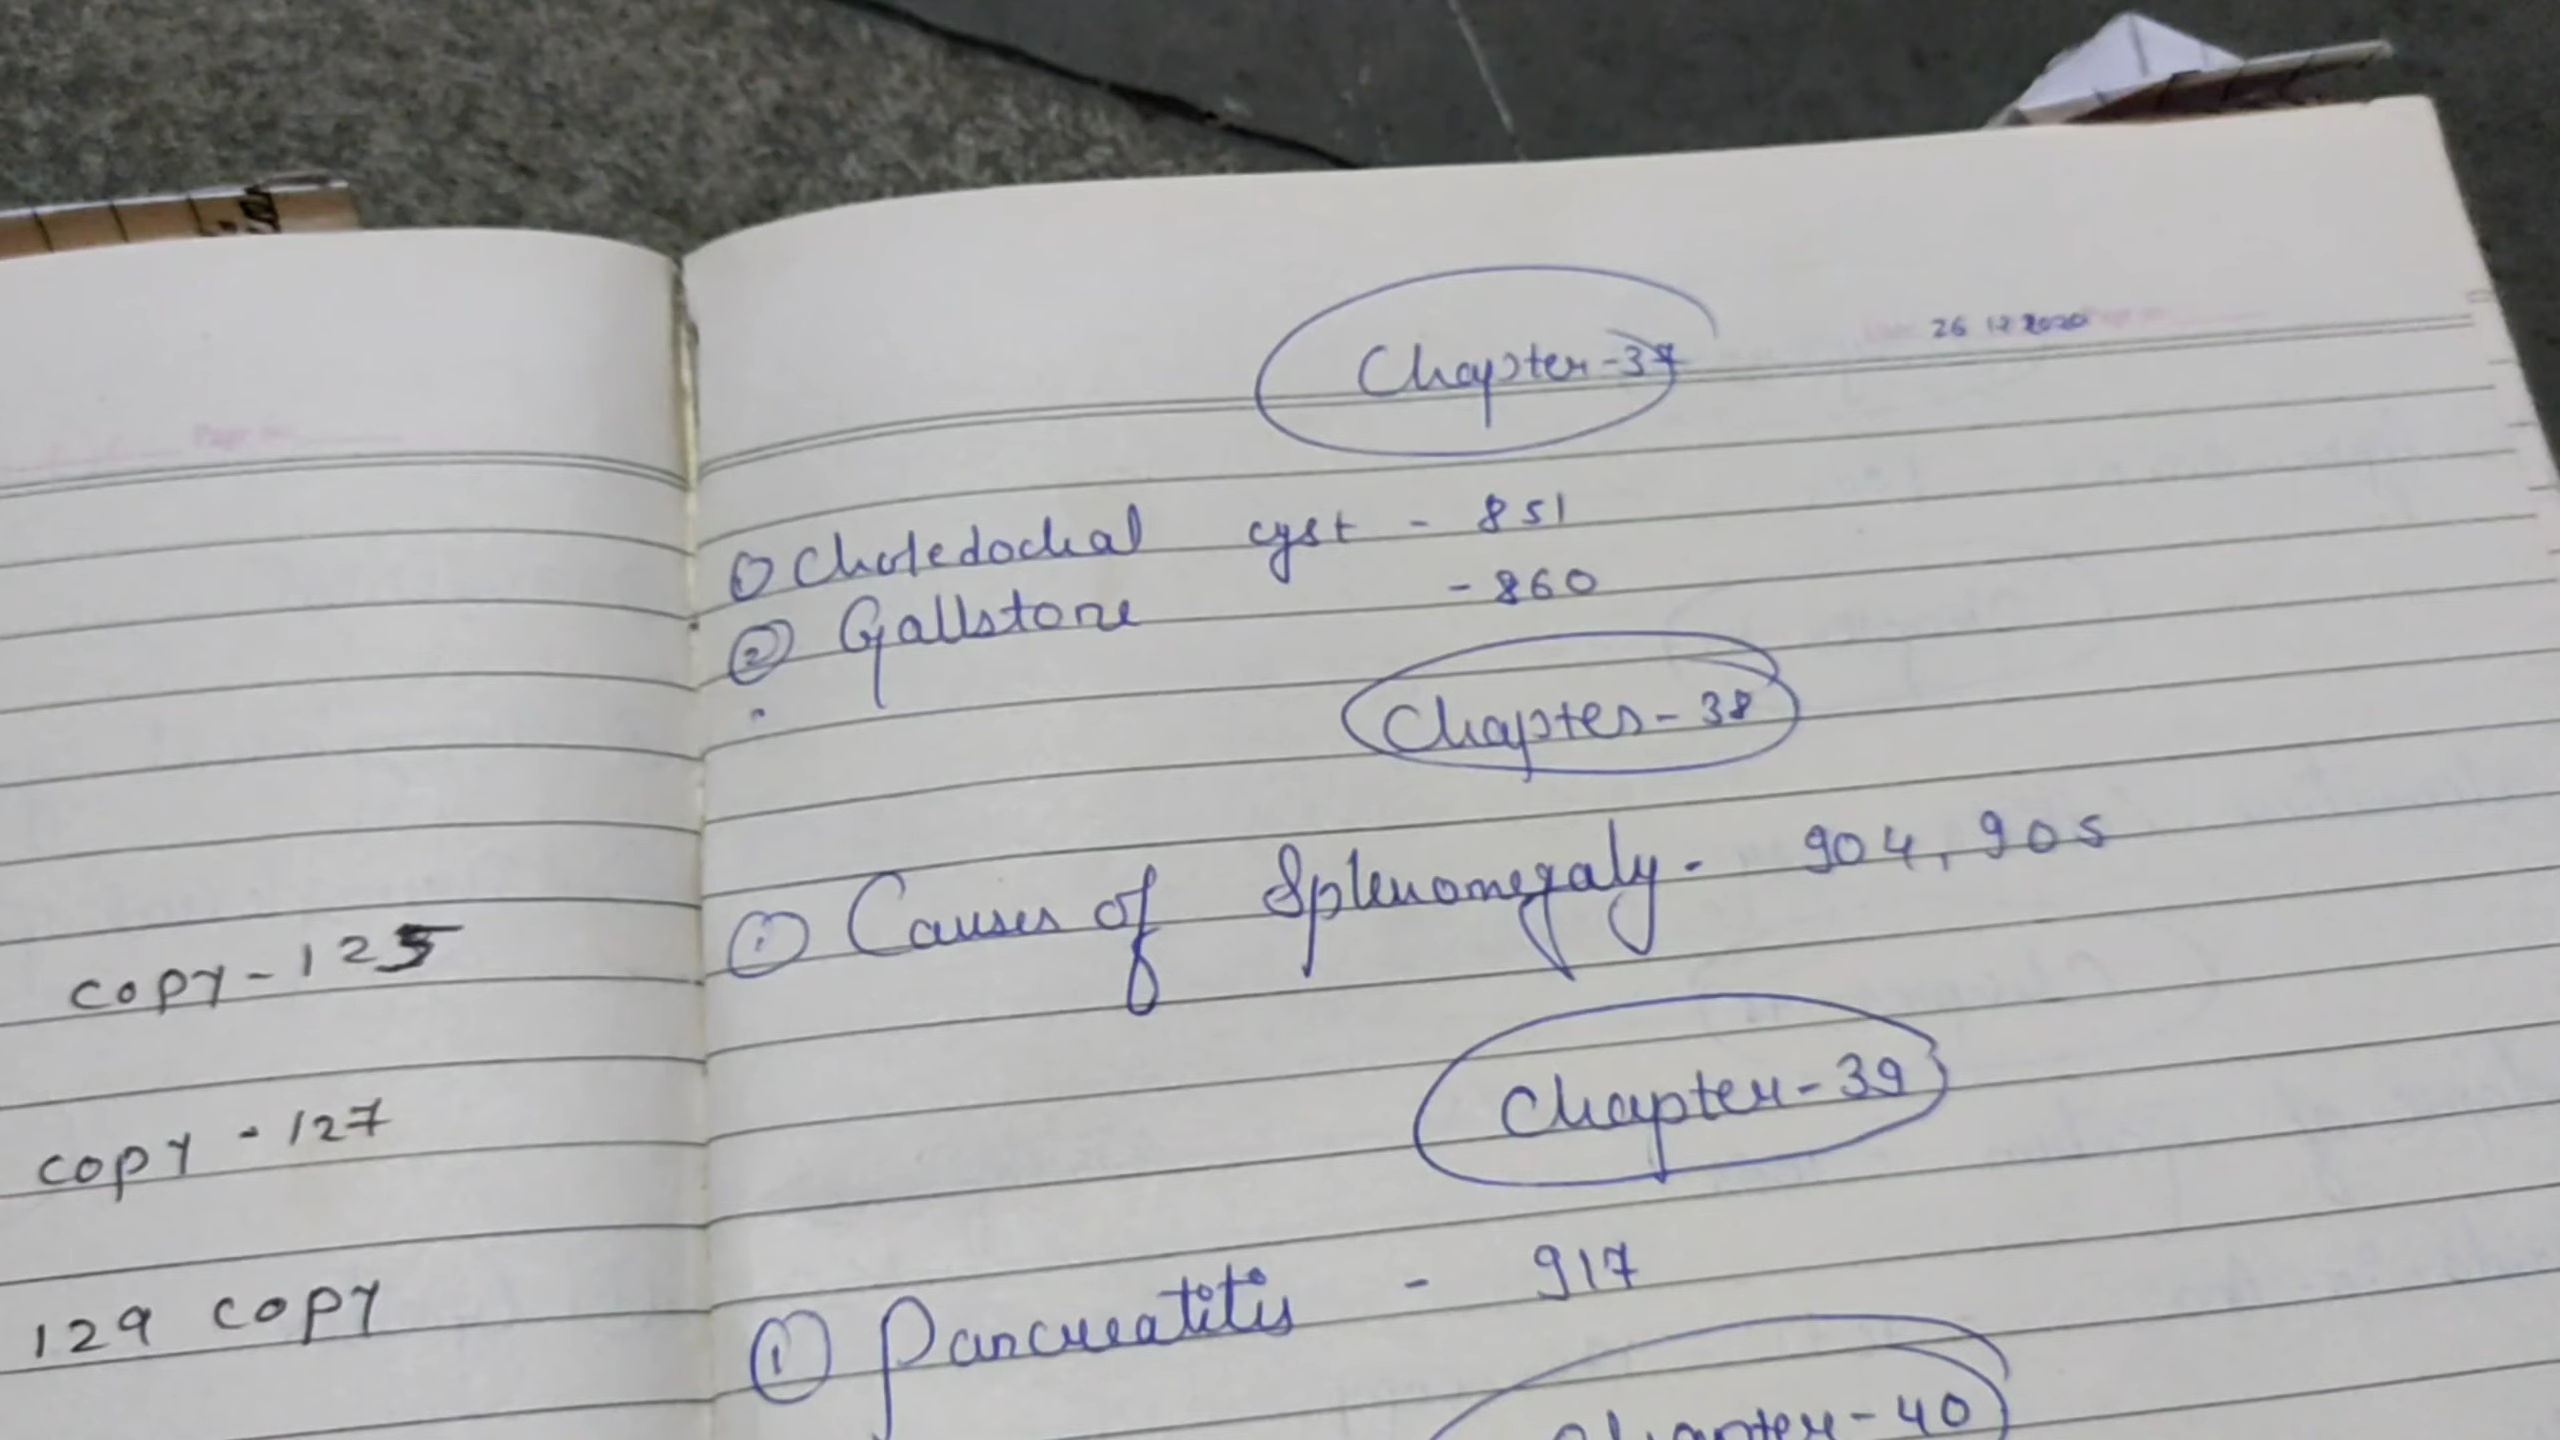 copy-125
copy-127
129 copy
26 12 2020
Chapter-37
① Choledochal cyst - 851
② Gallstone - 860
Chapter-38
① Causes of Splenomegaly - 904, 905
Chapter-39
① Pancreatitis - 917
Chapter-40